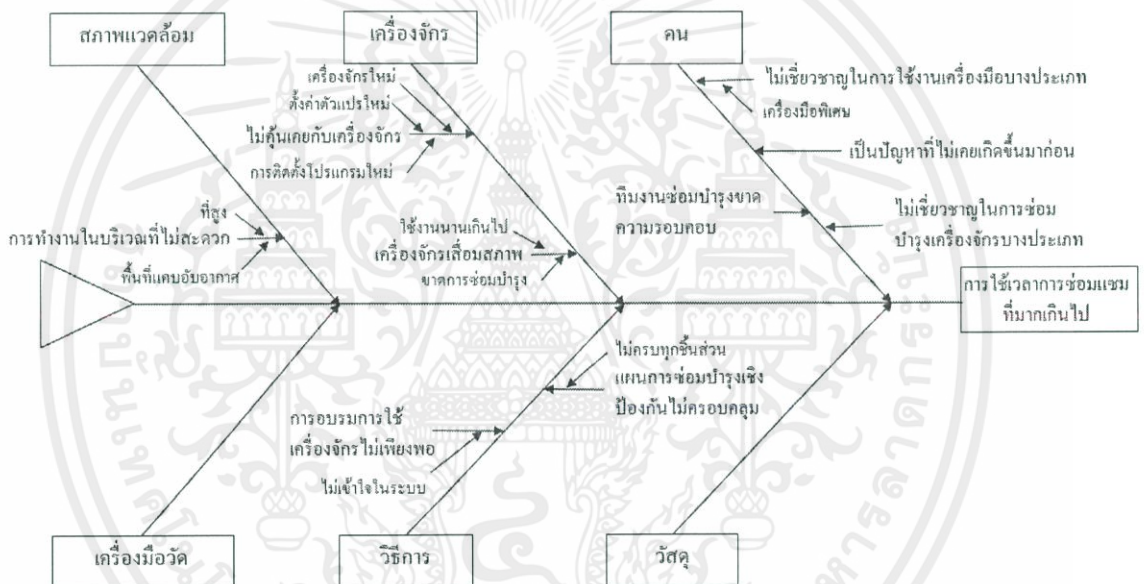 สภาพแวดล้อม
เครื่องจักร
คน
เครื่องจักรใหม่
ตั้งค่าตัวแปรใหม่
ไม่คุ้นเคยกับเครื่องจักร
การติดตั้งโปรแกรมใหม่
ไม่เชี่ยวชาญในการใช้งานเครื่องมือบางประเภท
เครื่องมือพิเศษ
เป็นปัญหาที่ไม่เคยเกิดขึ้นมาก่อน
ทีมงานซ่อมบำรุงขาด
ความรอบคอบ
ไม่เชี่ยวชาญในการซ่อม
บำรุงเครื่องจักรบางประเภท
ที่สูง
การทำงานในบริเวณที่ไม่สะดวก
พื้นที่แคบอับอากาศ
ใช้งานนานเกินไป
เครื่องจักรเสื่อมสภาพ
ขาดการซ่อมบำรุง
การใช้เวลาการซ่อมแซม
ที่มากเกินไป
ไม่ครบทุกชิ้นส่วน
แผนการซ่อมบำรุงเชิง
ป้องกันไม่ครอบคลุม
การอบรมการใช้
เครื่องจักรไม่เพียงพอ
ไม่เข้าใจในระบบ
เครื่องมือวัด
วิธีการ
วัสดุ